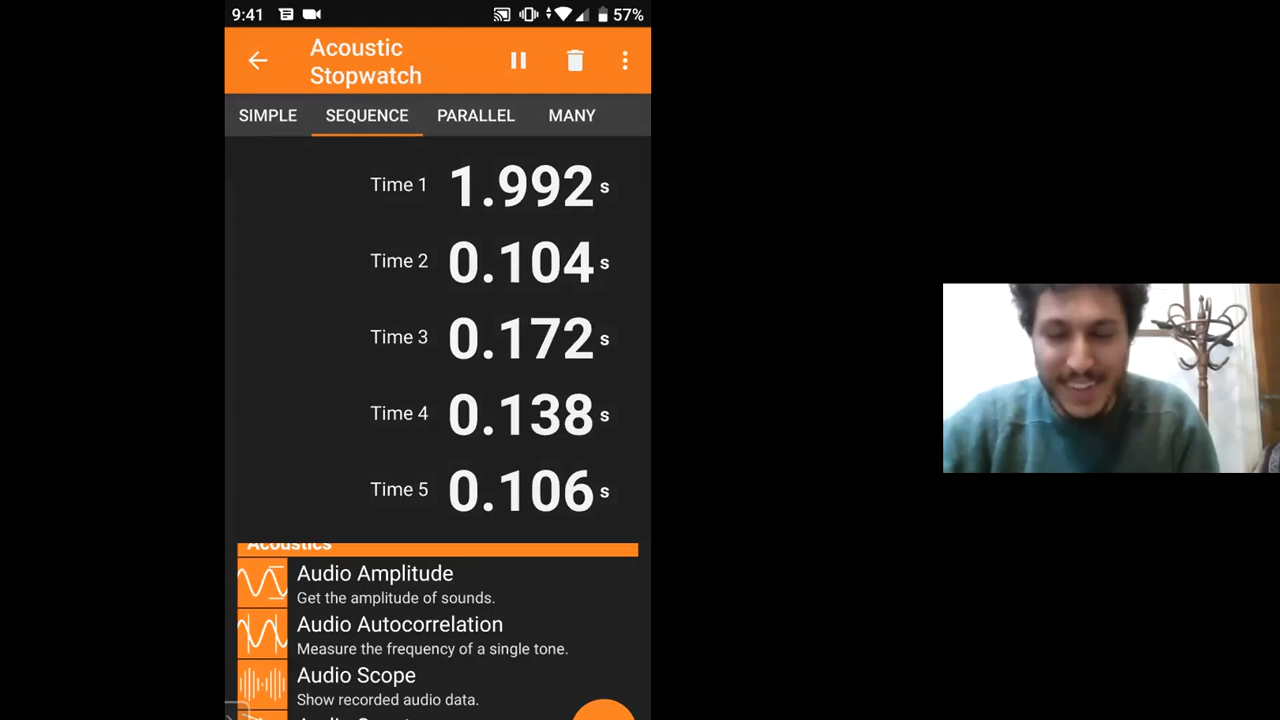 9:41 57%
Acoustic
Stopwatch
SIMPLE SEQUENCE PARALLEL MANY
Time 1 1.992 s
Time 2 0.104 s
Time 3 0.172 s
Time 4 0.138 s
Time 5 0.106 s
Acoustics
Audio Amplitude
Get the amplitude of sounds.
Audio Autocorrelation
Measure the frequency of a single tone.
Audio Scope
Show recorded audio data.
Audio